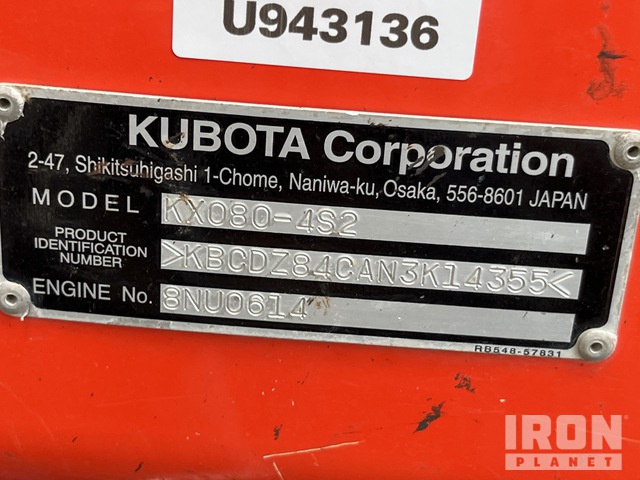 U943136
KUBOTA Corporation
2-47, Shikitsuhigashi 1-Chome, Naniwa-ku, Osaka, 556-8601 JAPAN
MODEL KX080-4S2
PRODUCT IDENTIFICATION NUMBER >KBCDZ84CAN3K14355<
ENGINE No. 8NU0614
RB548-57831
IRON
PLANET